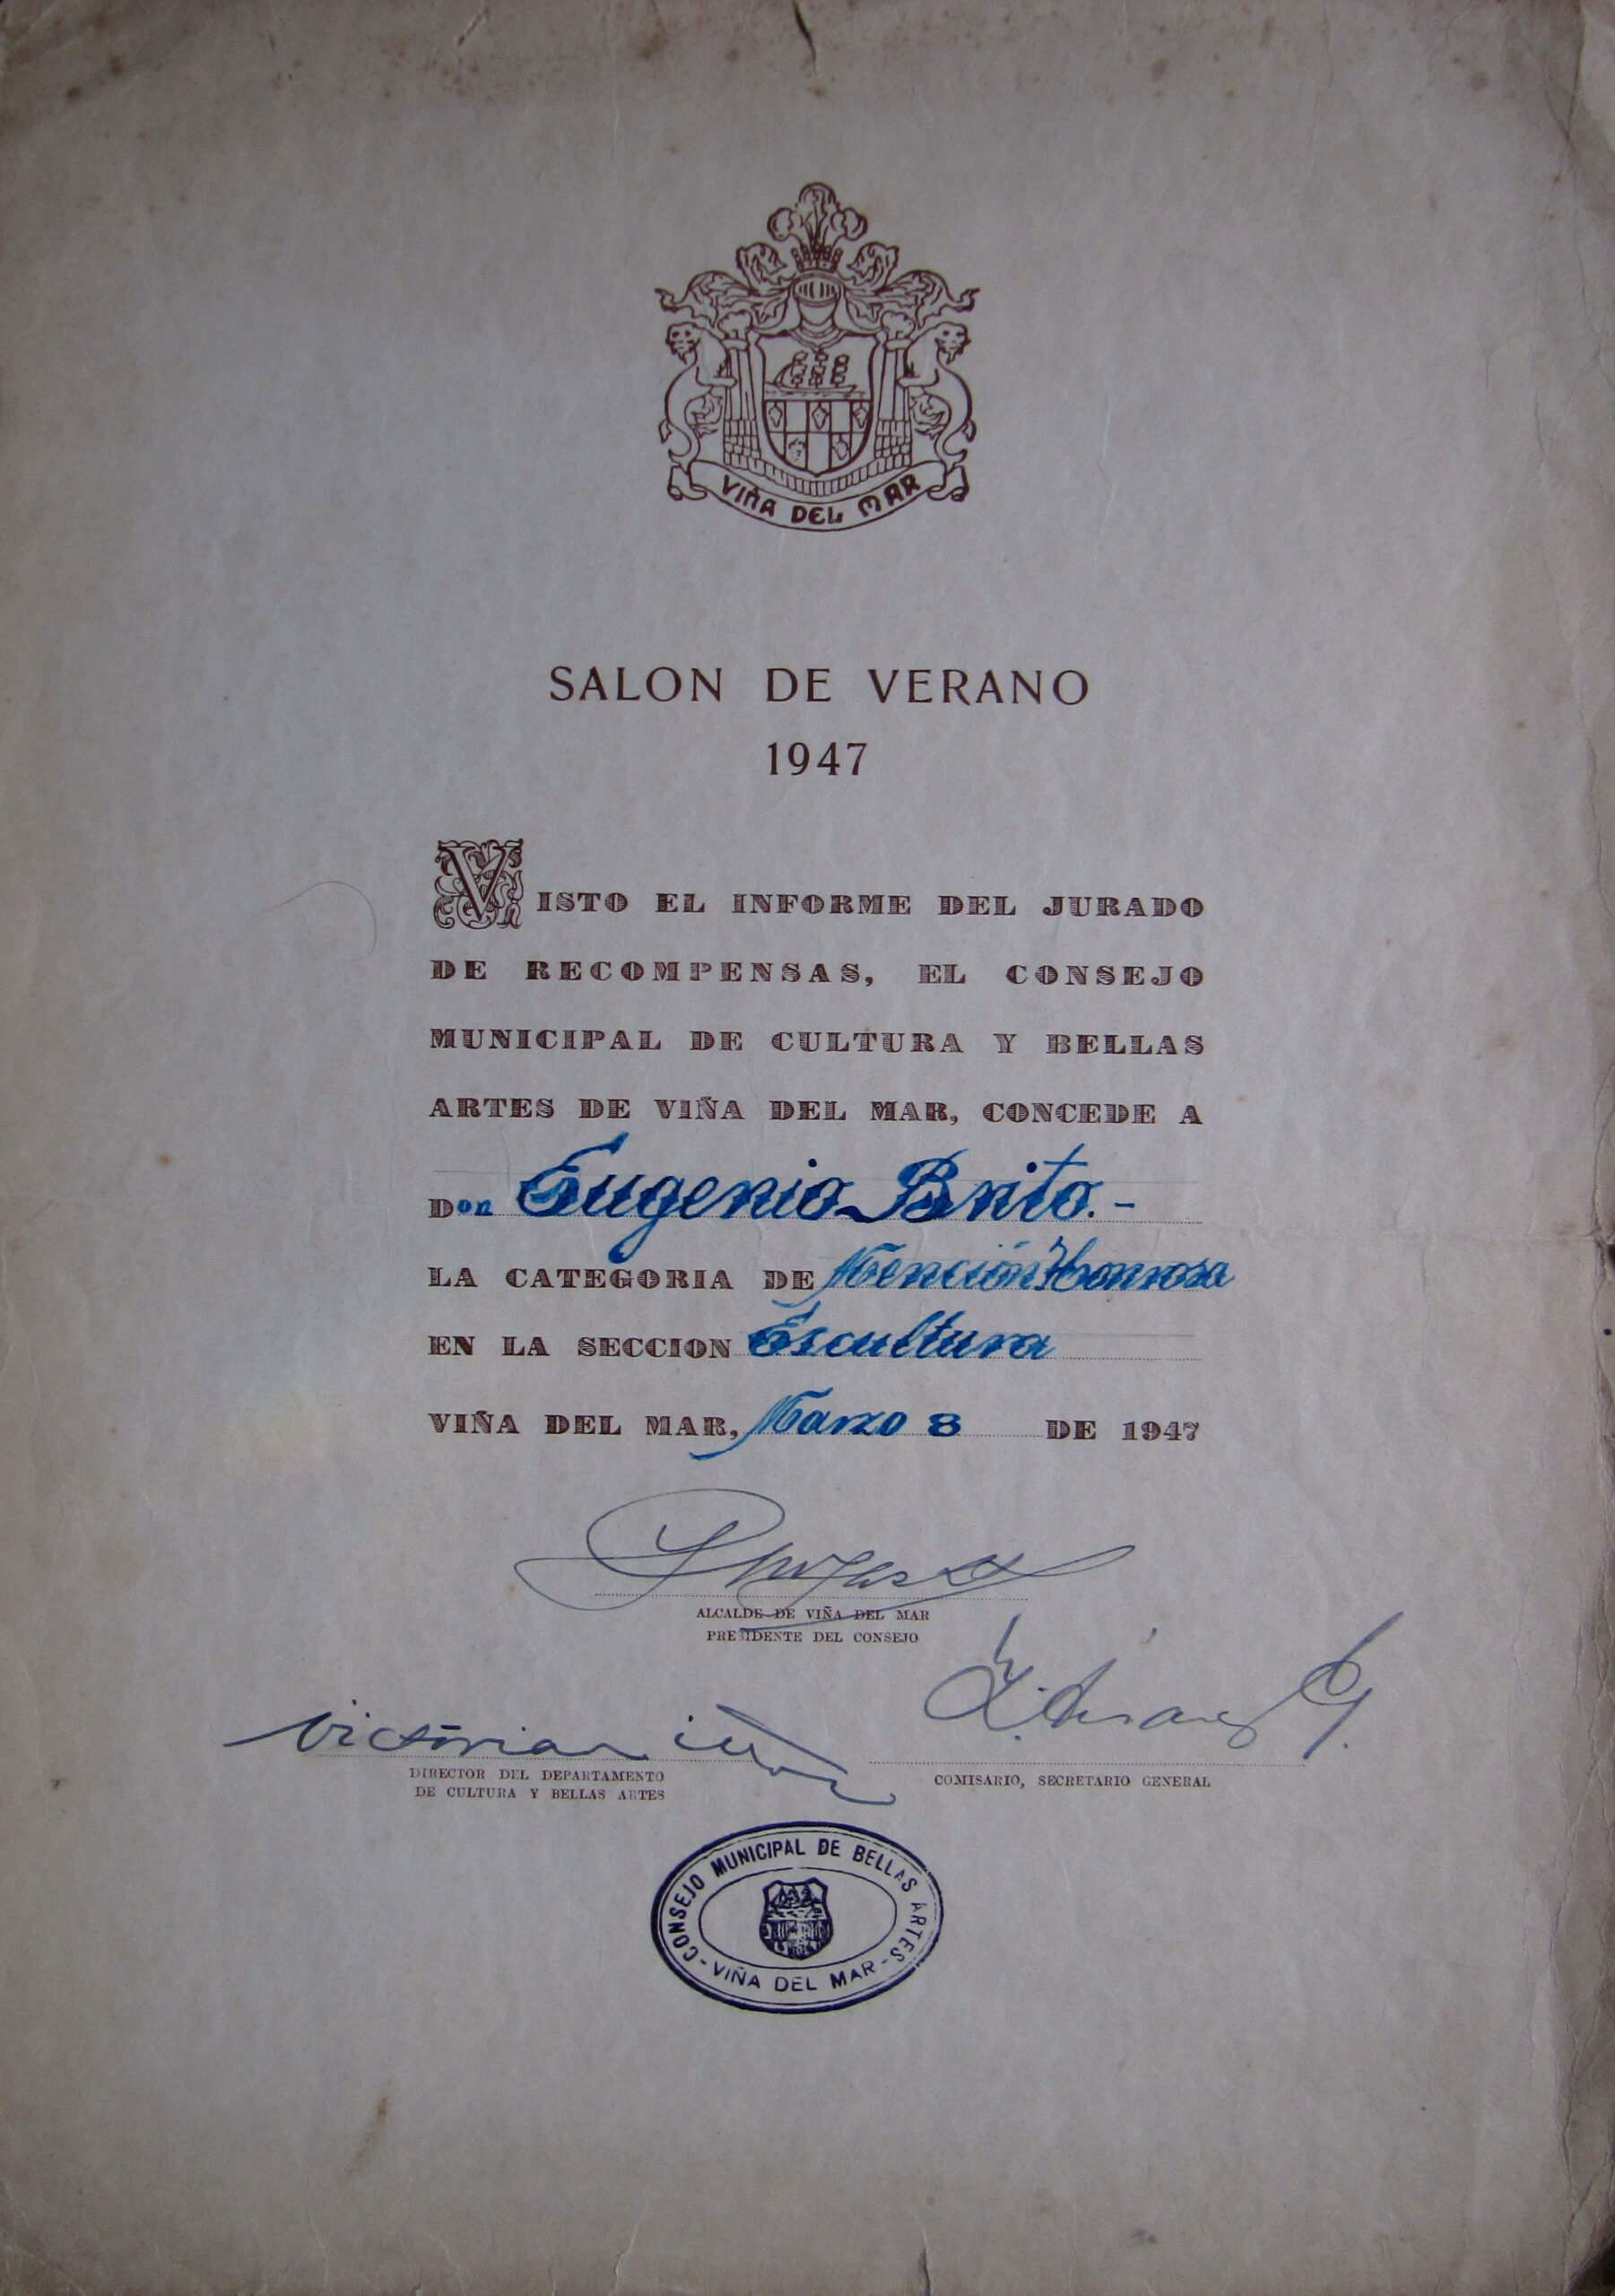 VIÑA DEL MAR
SALON DE VERANO
1947
VISTO EL INFORME DEL JURADO
DE RECOMPENSAS, EL CONSEJO
MUNICIPAL DE CULTURA Y BELLAS
ARTES DE VIÑA DEL MAR, CONCEDE A
Don Eugenio Brito.-
LA CATEGORIA DE Mención Honrosa
EN LA SECCION Escultura
VIÑA DEL MAR, Marzo 8 DE 1947
ALCALDE DE VIÑA DEL MAR
PRESIDENTE DEL CONSEJO
DIRECTOR DEL DEPARTAMENTO
DE CULTURA Y BELLAS ARTES
COMISARIO, SECRETARIO GENERAL
CONSEJO MUNICIPAL DE BELLAS ARTES
- VIÑA DEL MAR -